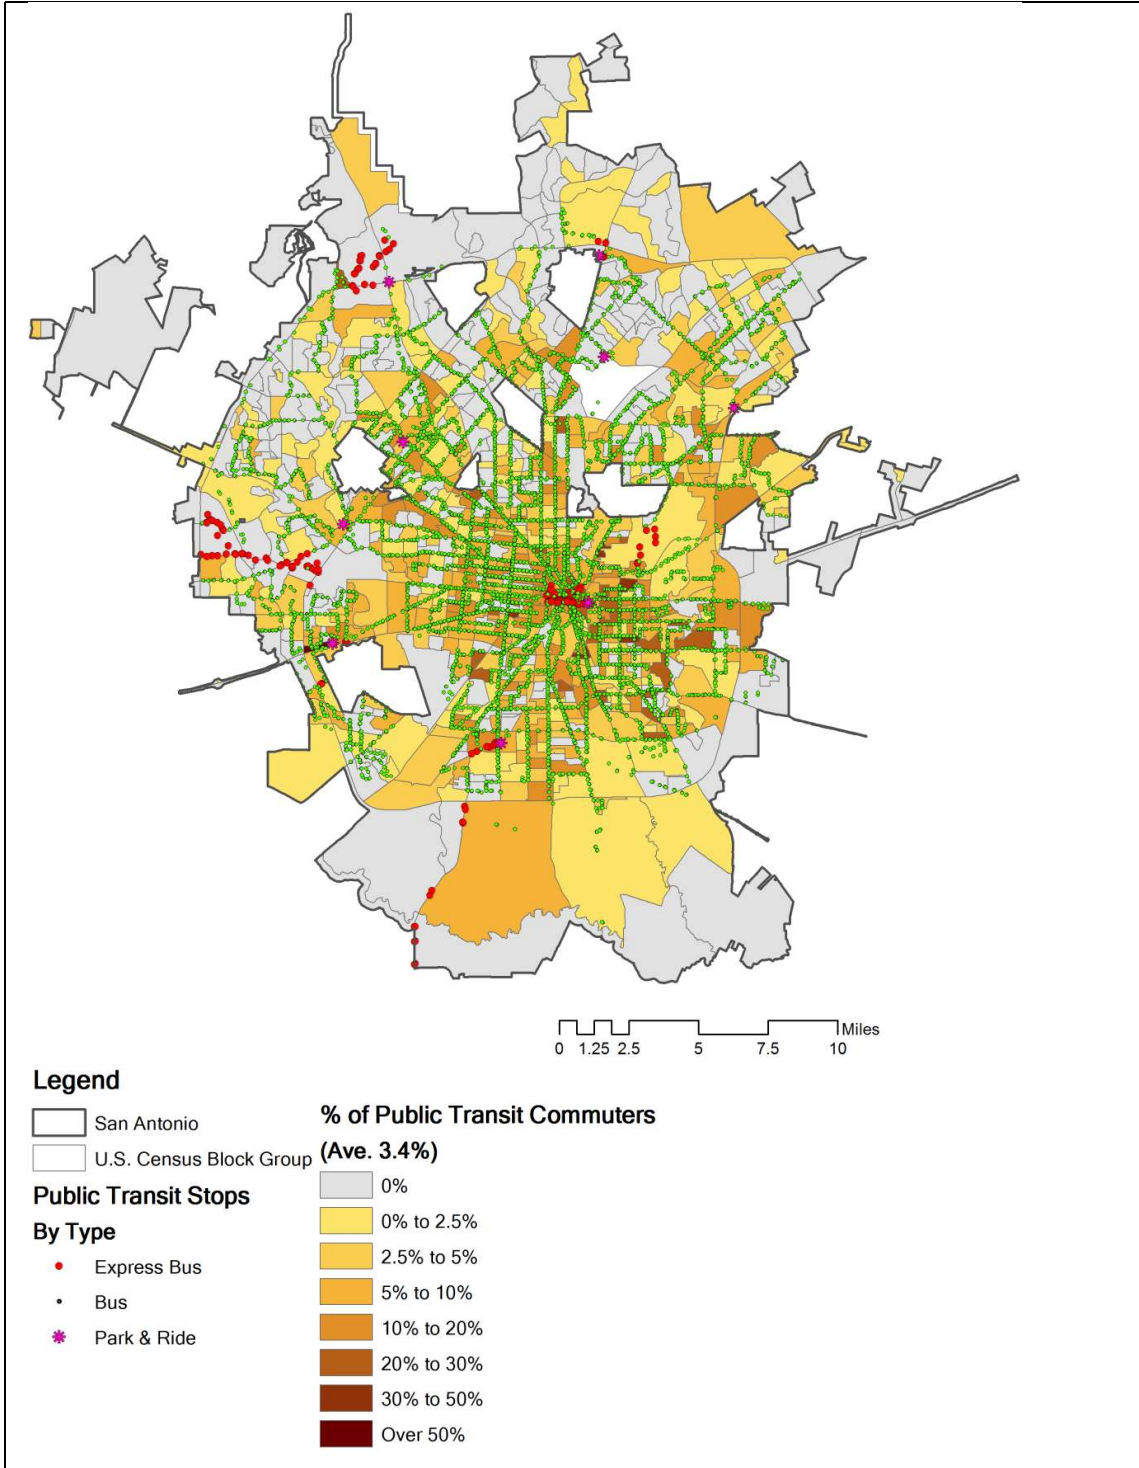 Miles
0 1.25 2.5 5 7.5 10
Legend
San Antonio
U.S. Census Block Group
Public Transit Stops
By Type
Express Bus
Bus
Park & Ride
% of Public Transit Commuters
(Ave. 3.4%)
0%
0% to 2.5%
2.5% to 5%
5% to 10%
10% to 20%
20% to 30%
30% to 50%
Over 50%